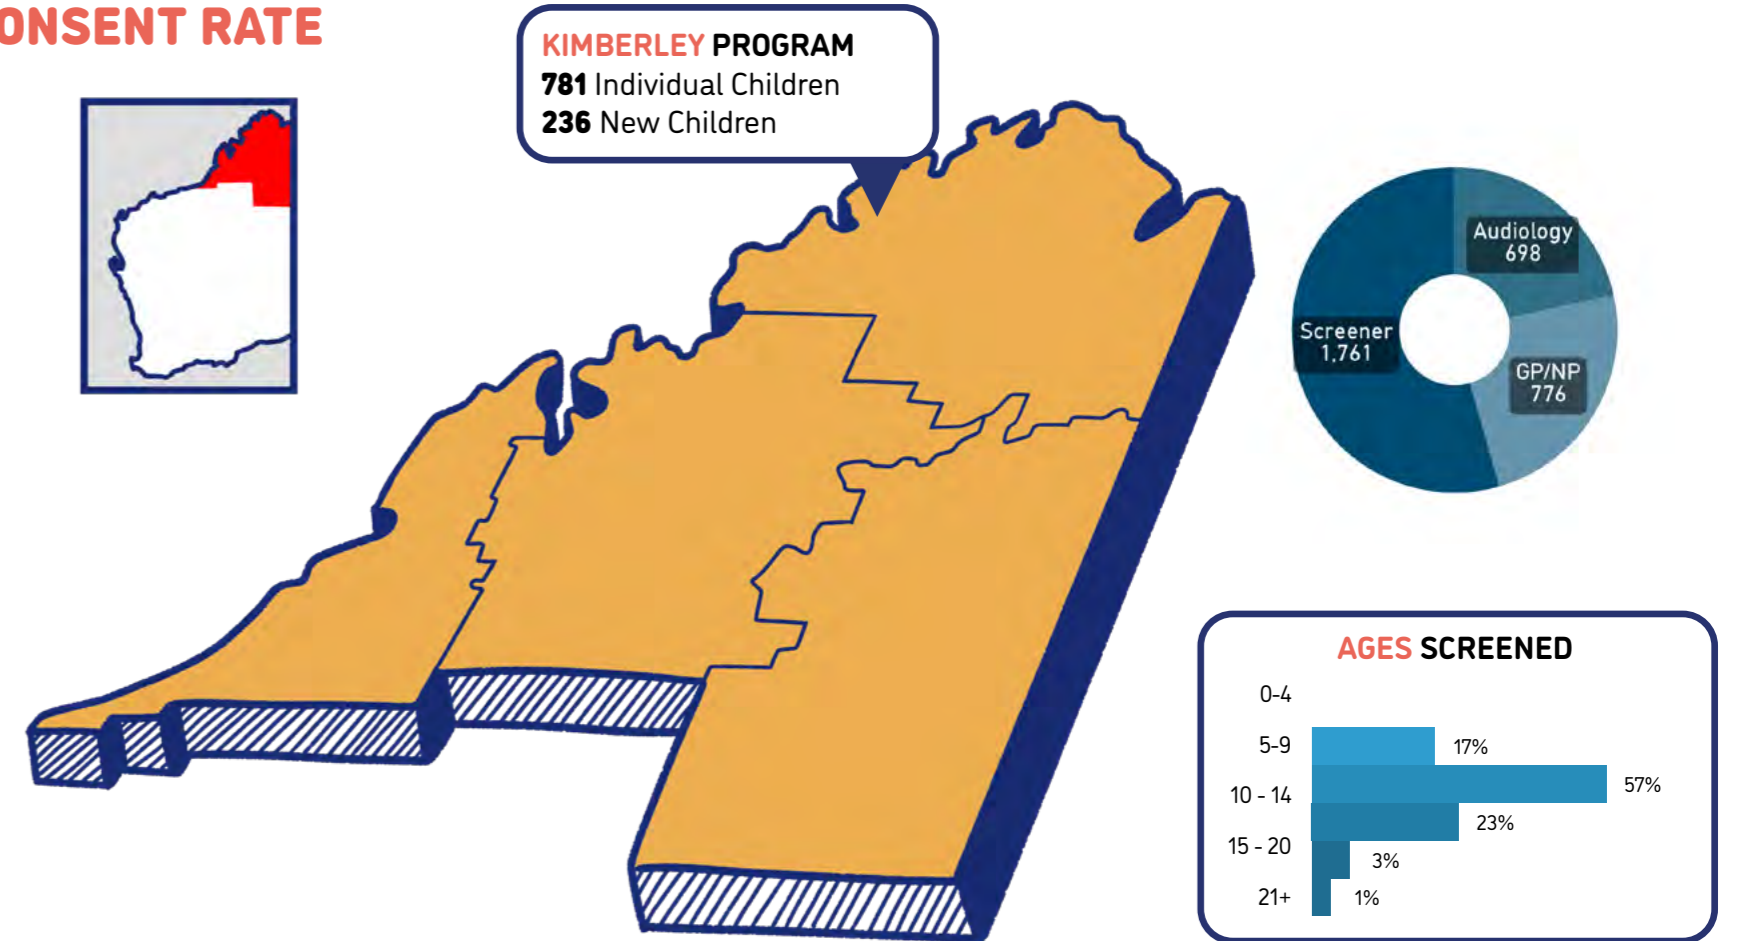 ONSENT RATE
KIMBERLEY PROGRAM
781 Individual Children
236 New Children
Audiology
698
Screener
1,761
GP/NP
776
AGES SCREENED
0-4
5-9
17%
57%
10 - 14
23%
15 - 20
3%
21+
1%